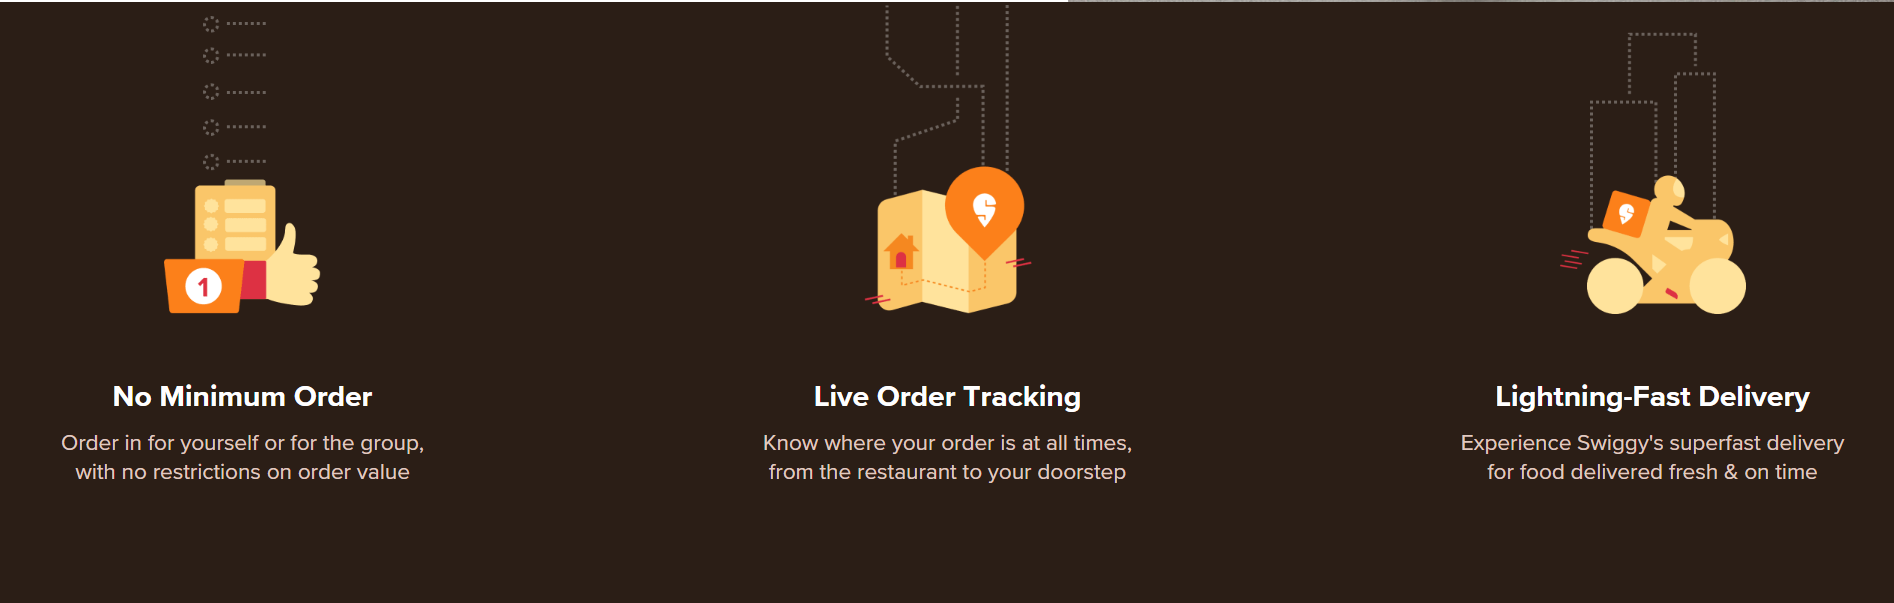 1
No Minimum Order
Order in for yourself or for the group,
with no restrictions on order value
Live Order Tracking
Know where your order is at all times,
from the restaurant to your doorstep
Lightning-Fast Delivery
Experience Swiggy's superfast delivery
for food delivered fresh & on time